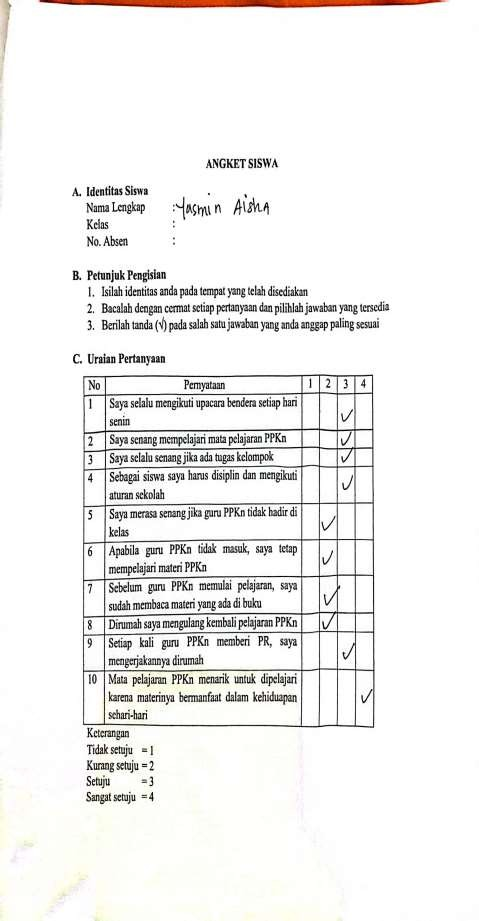 ANGKET SISWA
A. Identitas Siswa
Nama Lengkap : Yasmin Aisha
Kelas :
No. Absen :
B. Petunjuk Pengisian
1. Isilah identitas anda pada tempat yang telah disediakan
2. Bacalah dengan cermat setiap pertanyaan dan pilihlah jawaban yang tersedia
3. Berilah tanda (√) pada salah satu jawaban yang anda anggap paling sesuai
C. Uraian Pertanyaan
No Pernyataan 1 2 3 4
1 Saya selalu mengikuti upacara bendera setiap hari
senin ✓
2 Saya senang mempelajari mata pelajaran PPKn ✓
3 Saya selalu senang jika ada tugas kelompok ✓
4 Sebagai siswa saya harus disiplin dan mengikuti
aturan sekolah ✓
5 Saya merasa senang jika guru PPKn tidak hadir di
kelas ✓
6 Apabila guru PPKn tidak masuk, saya tetap
mempelajari materi PPKn ✓
7 Sebelum guru PPKn memulai pelajaran, saya
sudah membaca materi yang ada di buku ✓
8 Dirumah saya mengulang kembali pelajaran PPKn ✓
9 Setiap kali guru PPKn memberi PR, saya
mengerjakannya dirumah ✓
10 Mata pelajaran PPKn menarik untuk dipelajari
karena materinya bermanfaat dalam kehiduapan ✓
sehari-hari
Keterangan
Tidak setuju = 1
Kurang setuju = 2
Setuju = 3
Sangat setuju = 4